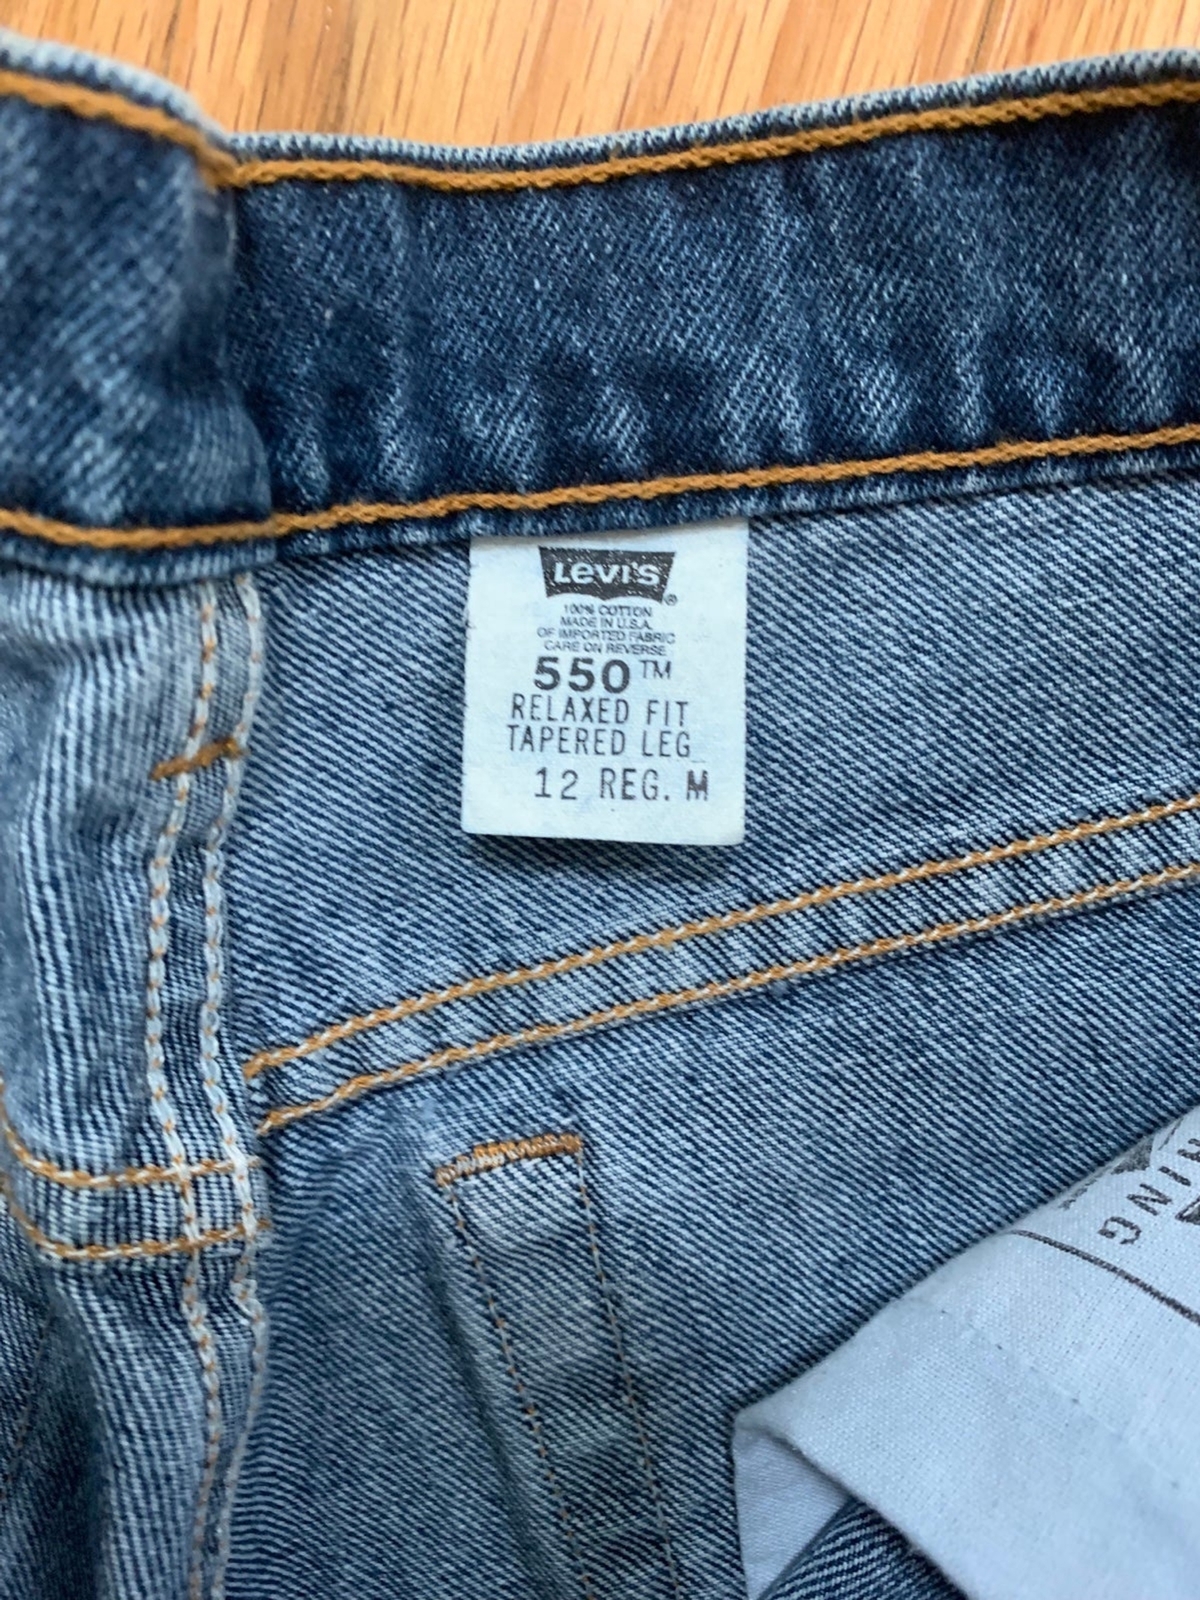 Levi's®
100% COTTON
MADE IN U.S.A.
OF IMPORTED FABRIC
CARE ON REVERSE
550™
RELAXED FIT
TAPERED LEG
12 REG. M